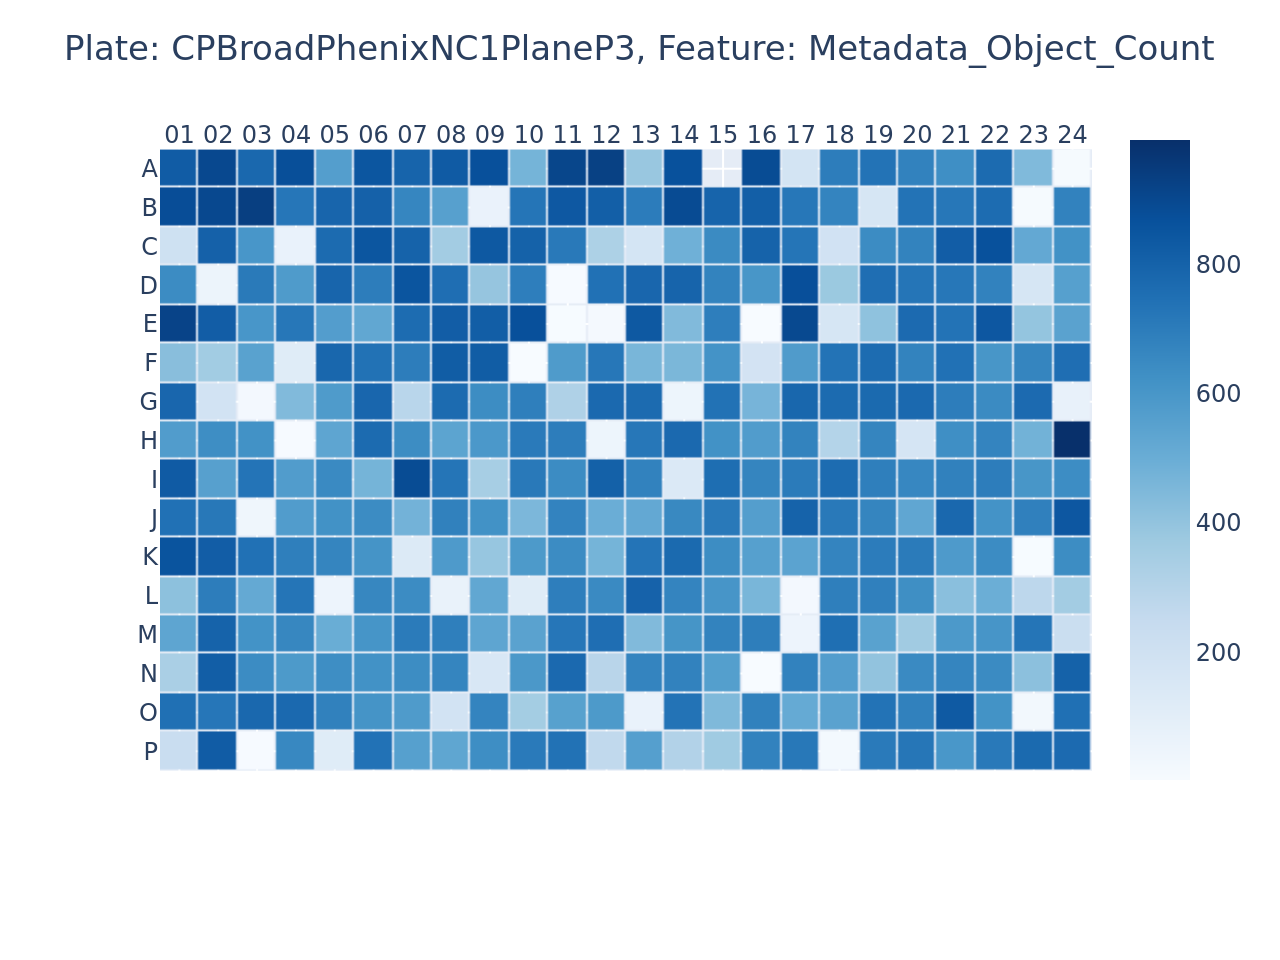 Plate: CPBroadPhenixNC1PlaneP3, Feature: Metadata_Object_Count
01 02 03 04 05 06 07 08 09 10 11 12 13 14 15 16 17 18 19 20 21 22 23 24
A
B
C
D
E
F
G
H
I
J
K
L
M
N
O
P
800
600
400
200